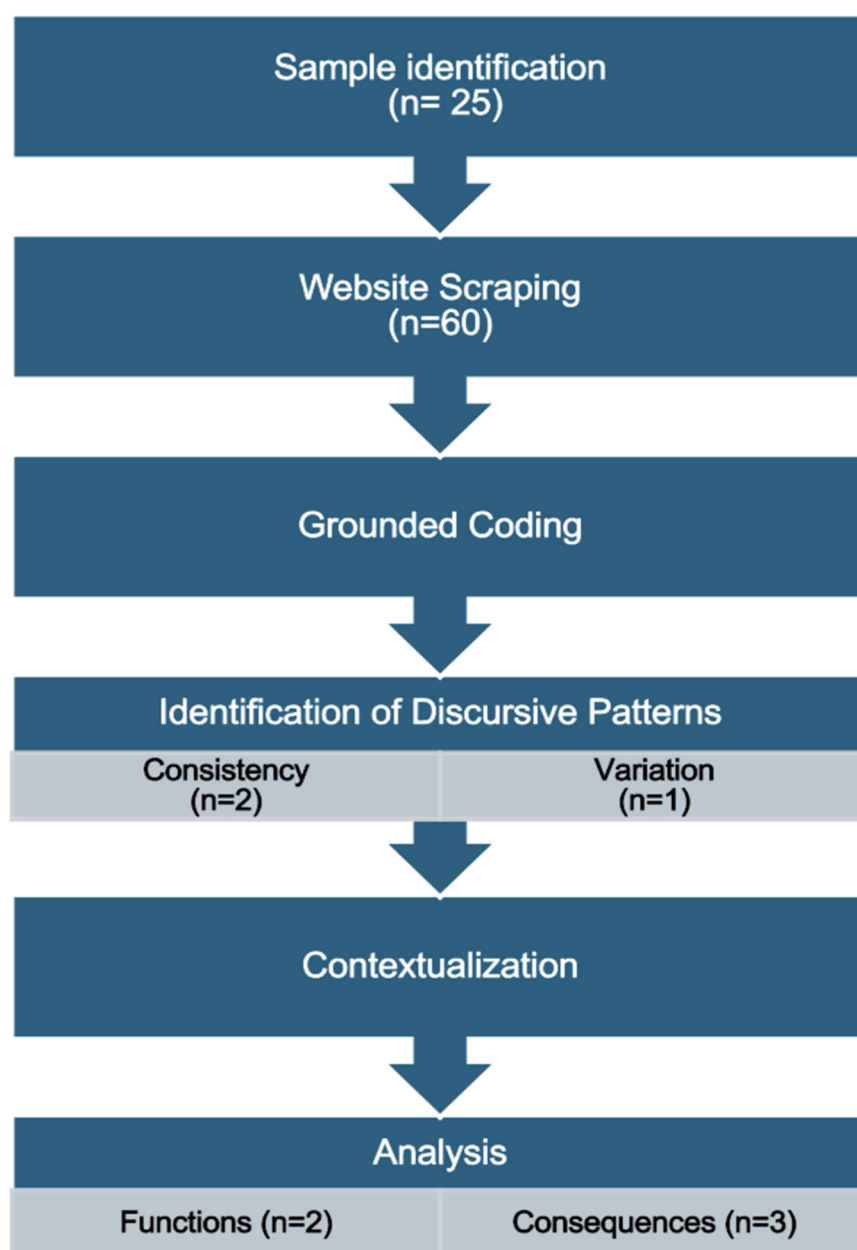 Sample identification
(n= 25)
Website Scraping
(n=60)
Grounded Coding
Identification of Discursive Patterns
Consistency
(n=2)
Variation
(n=1)
Contextualization
Analysis
Functions (n=2)
Consequences (n=3)